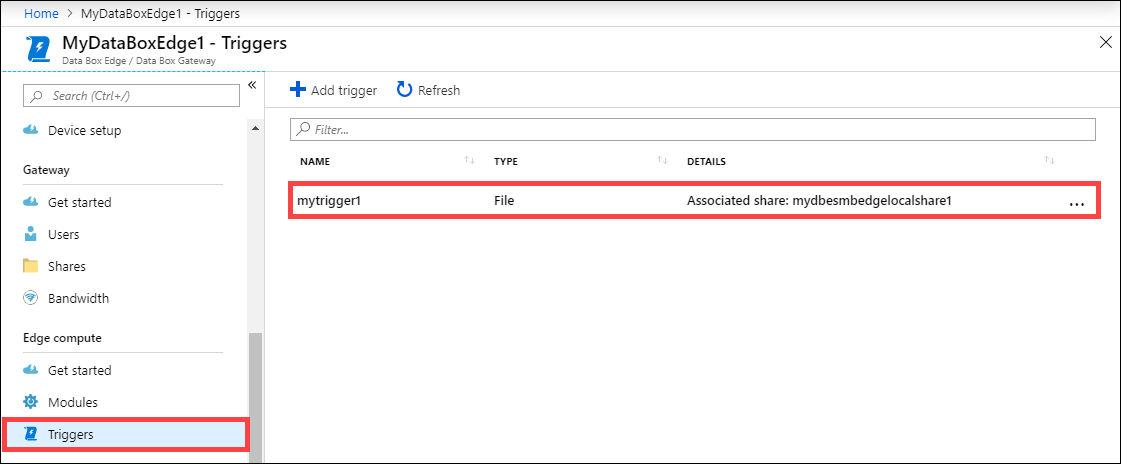 Home > MyDataBoxEdge1 - Triggers
MyDataBoxEdge1 - Triggers
Data Box Edge / Data Box Gateway
Search (Ctrl+/)
Device setup
Gateway
Get started
Users
Shares
Bandwidth
Edge compute
Get started
Modules
Triggers
Add trigger Refresh
Filter...
NAME TYPE DETAILS
mytrigger1 File Associated share: mydbesmbedgelocalshare1 ...